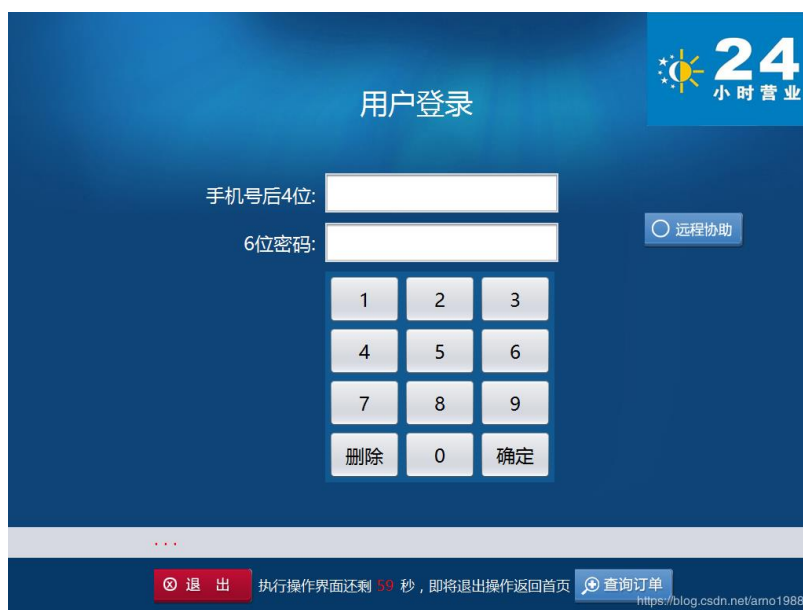 24
小时营业
用户登录
手机号后4位:
6位密码:
远程协助
1 2 3
4 5 6
7 8 9
删除 0 确定
...
退 出 执行操作界面还剩 59 秒，即将退出操作返回首页 查询订单
https://blog.csdn.net/arno1988